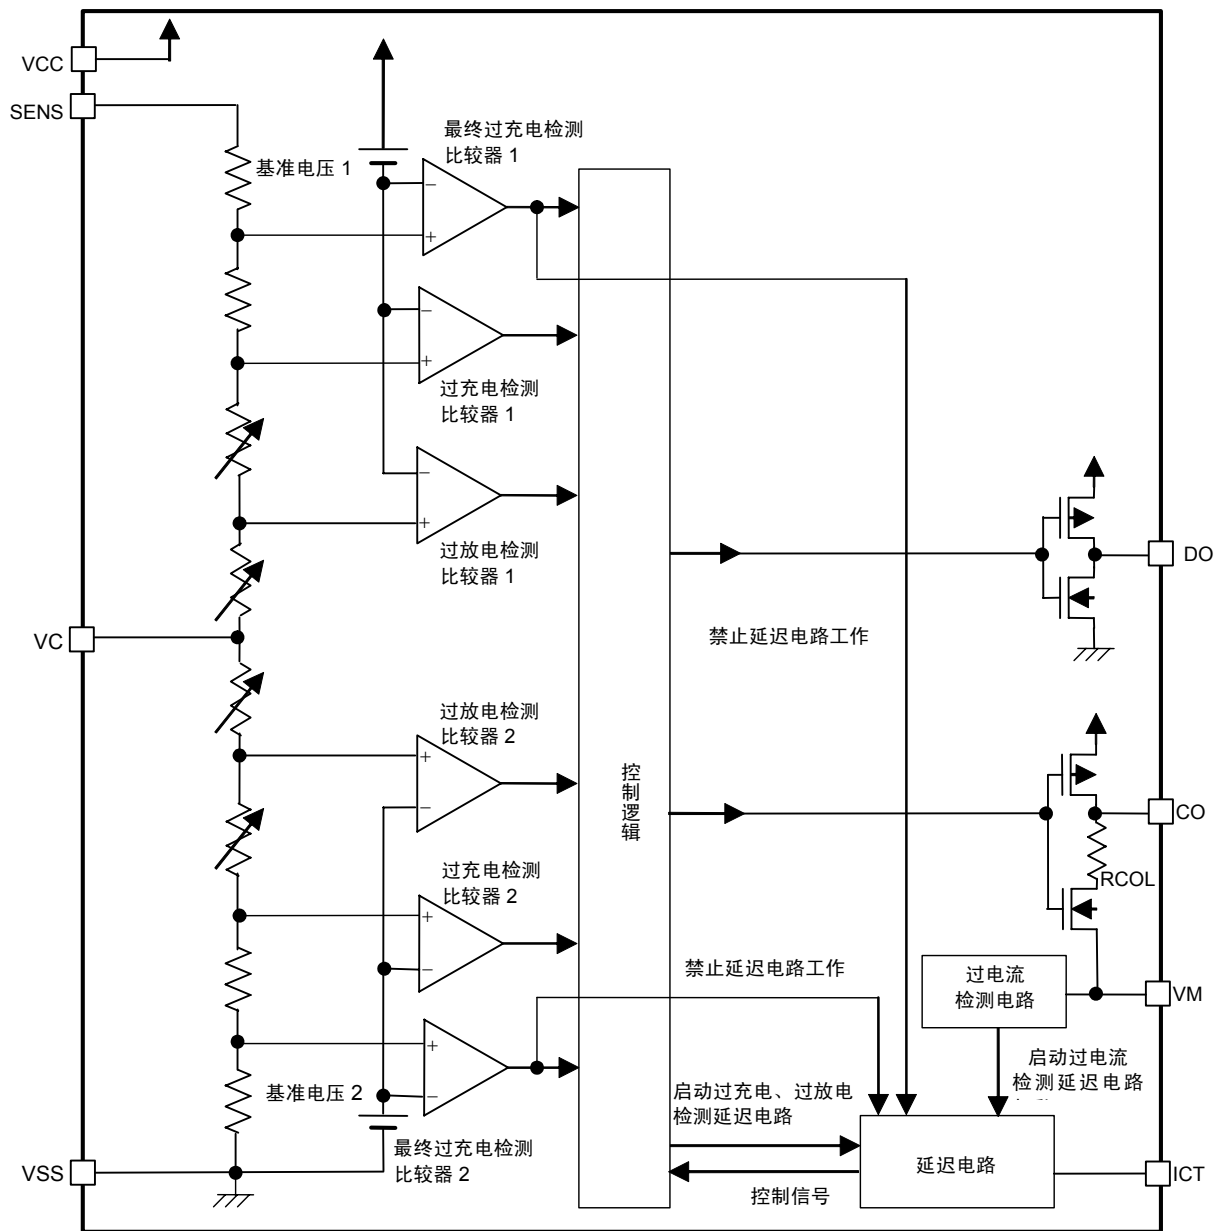 VCC
SENS
最终过充电检测
比较器 1
基准电压 1
−
+
−
+
过充电检测
比较器 1
−
+
过放电检测
比较器 1
DO
禁止延迟电路工作
VC
过放电检测
比较器 2
+
−
控制逻辑
CO
RCOL
过充电检测
比较器 2
+
−
禁止延迟电路工作
过电流
检测电路
VM
+
−
基准电压 2
启动过电流
检测延迟电路
启动过充电、过放电
检测延迟电路
最终过充电检测
比较器 2
VSS
延迟电路
ICT
控制信号